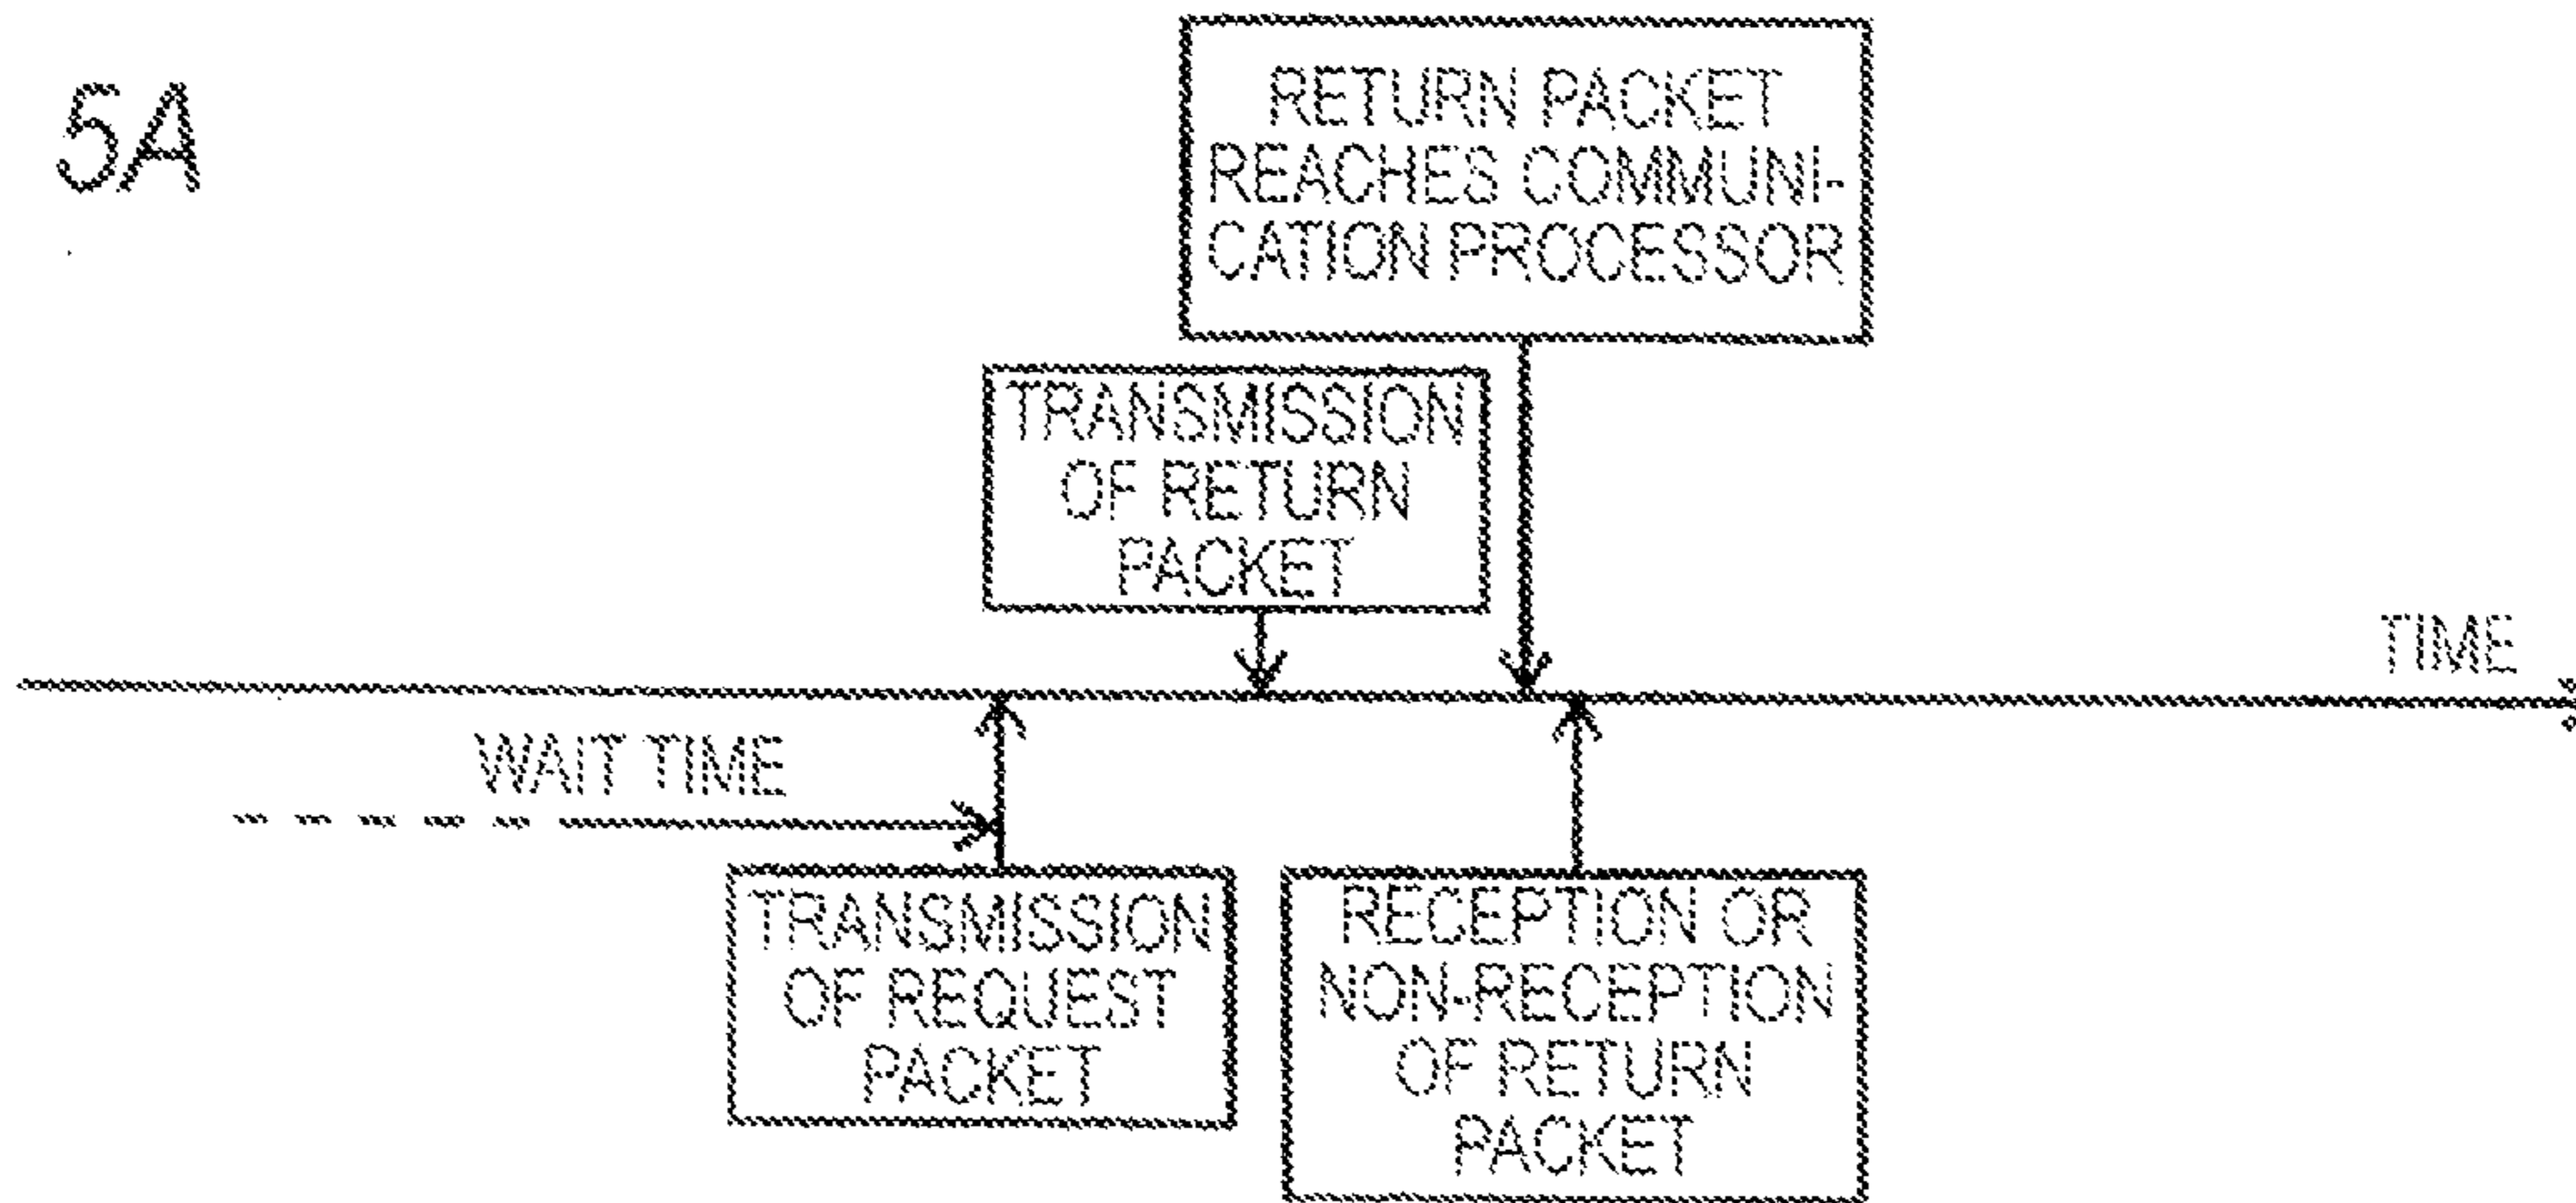 5A
RETURN PACKET
REACHES COMMUNI-
CATION PROCESSOR
TRANSMISSION
OF RETURN
PACKET
TIME
WAIT TIME
TRANSMISSION
OF REQUEST
PACKET
RECEPTION OR
NON-RECEPTION
OF RETURN
PACKET